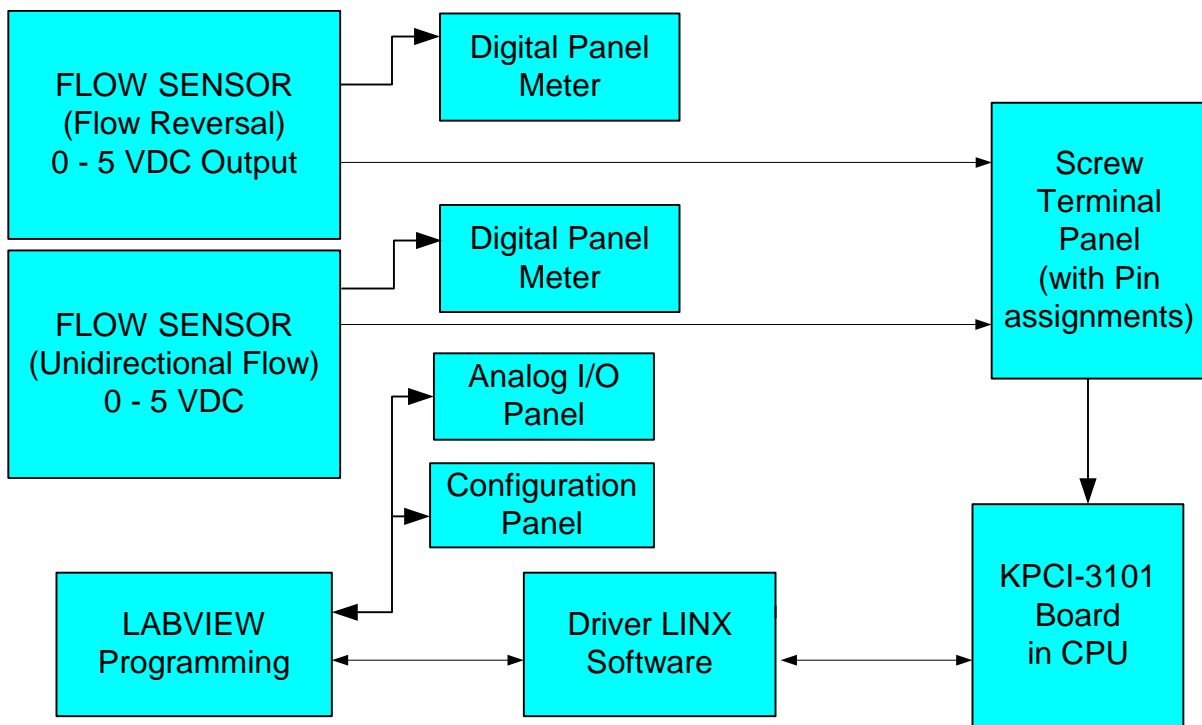 FLOW SENSOR
(Flow Reversal)
0 - 5 VDC Output
Digital Panel
Meter
Screw
Terminal
Panel
(with Pin
assignments)
Digital Panel
Meter
FLOW SENSOR
(Unidirectional Flow)
0 - 5 VDC
Analog I/O
Panel
Configuration
Panel
KPCI-3101
Board
in CPU
LABVIEW
Programming
Driver LINX
Software